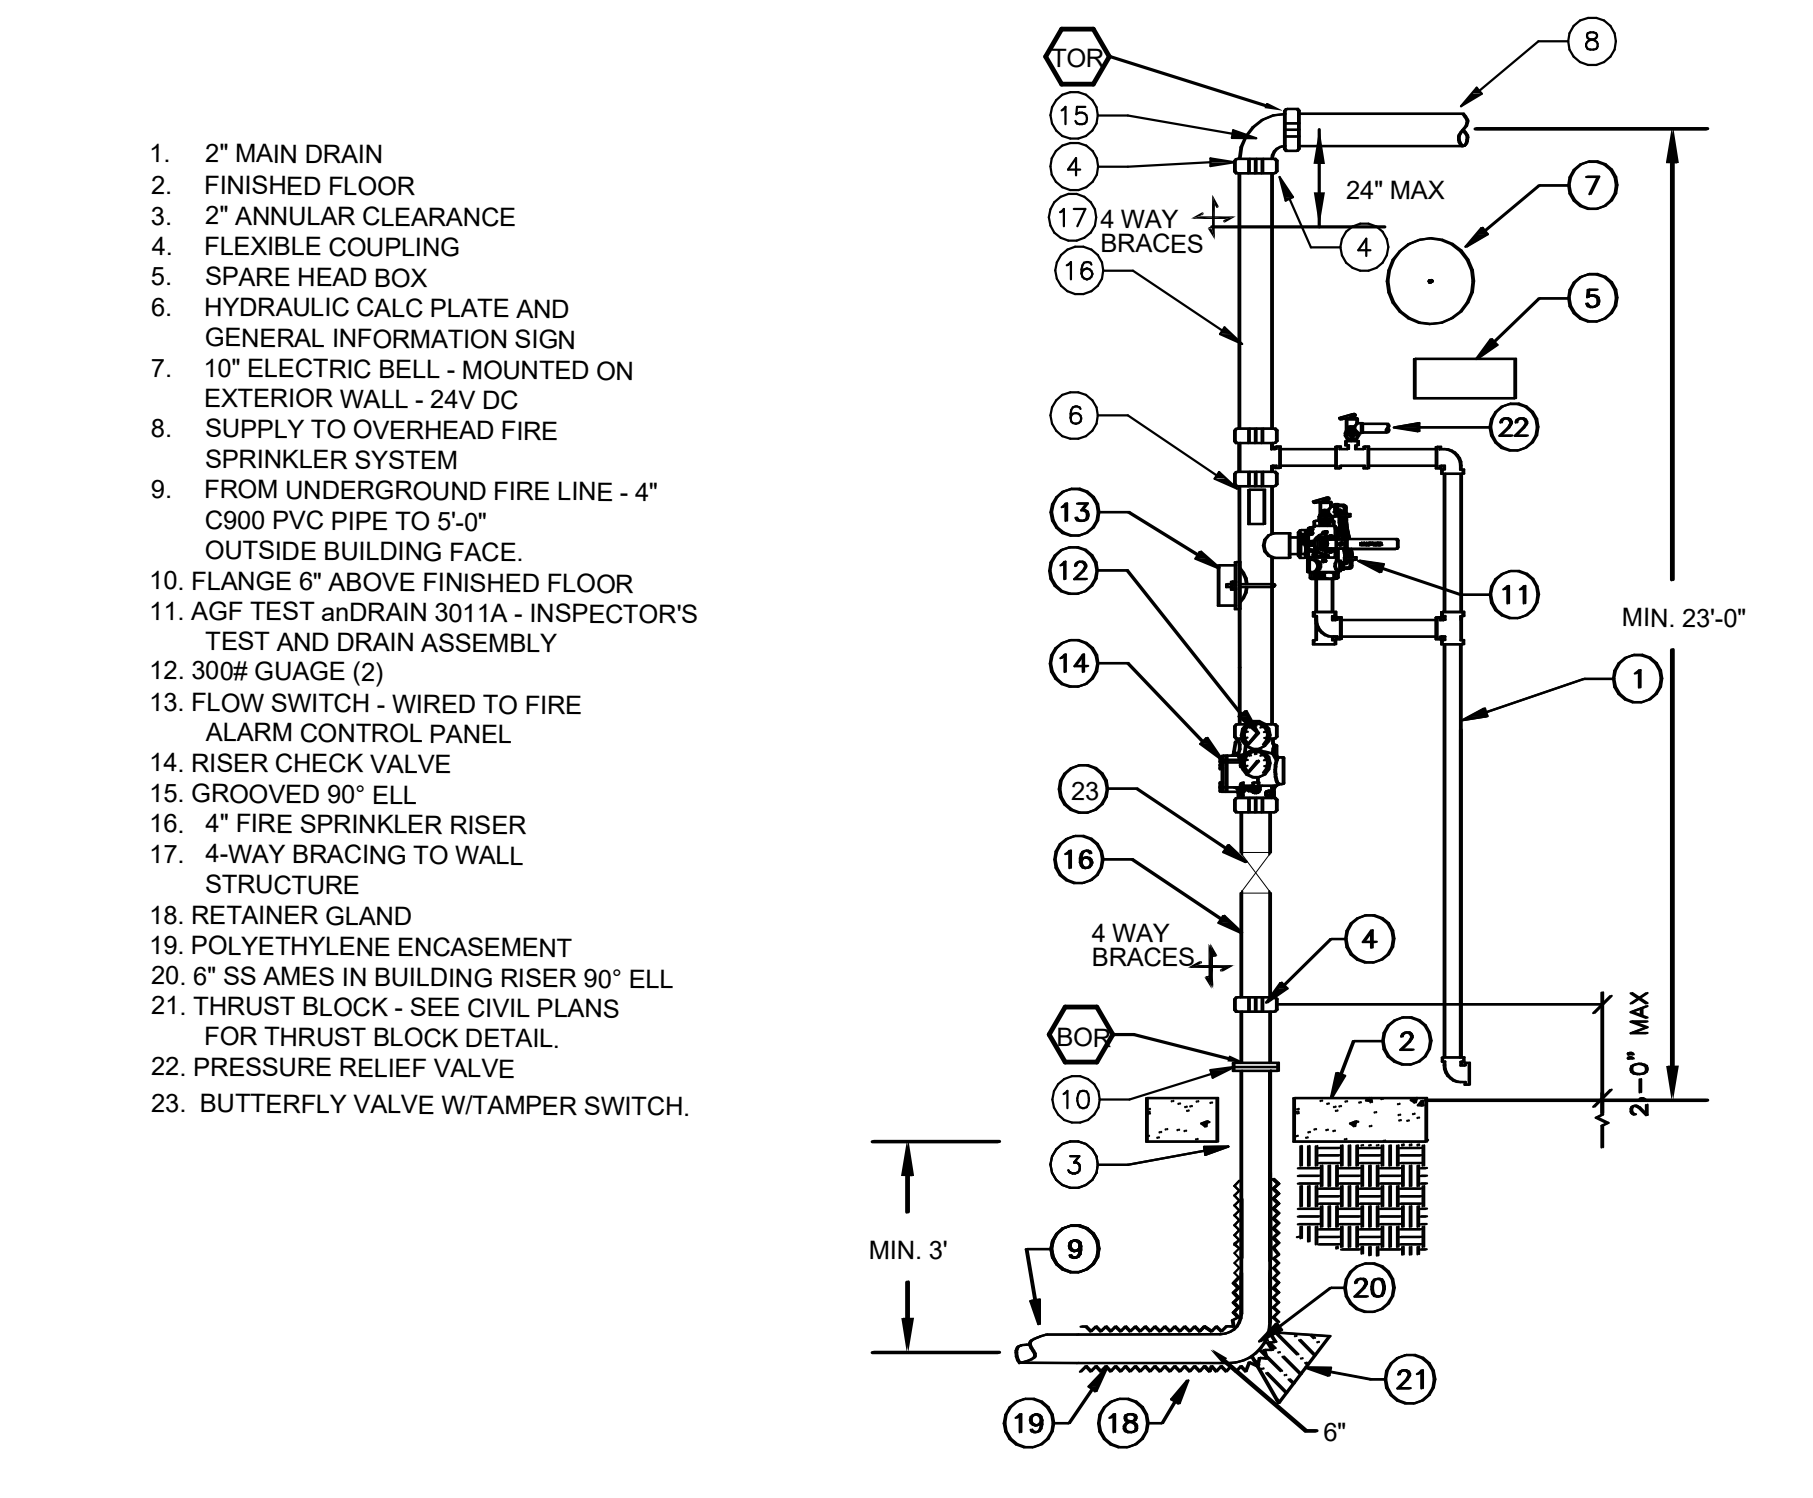 1. 2" MAIN DRAIN
2. FINISHED FLOOR
3. 2" ANNULAR CLEARANCE
4. FLEXIBLE COUPLING
5. SPARE HEAD BOX
6. HYDRAULIC CALC PLATE AND
GENERAL INFORMATION SIGN
7. 10" ELECTRIC BELL - MOUNTED ON
EXTERIOR WALL - 24V DC
8. SUPPLY TO OVERHEAD FIRE
SPRINKLER SYSTEM
9. FROM UNDERGROUND FIRE LINE - 4"
C900 PVC PIPE TO 5'-0"
OUTSIDE BUILDING FACE.
10. FLANGE 6" ABOVE FINISHED FLOOR
11. AGF TEST anDRAIN 3011A - INSPECTOR'S
TEST AND DRAIN ASSEMBLY
12. 300# GUAGE (2)
13. FLOW SWITCH - WIRED TO FIRE
ALARM CONTROL PANEL
14. RISER CHECK VALVE
15. GROOVED 90° ELL
16. 4" FIRE SPRINKLER RISER
17. 4-WAY BRACING TO WALL
STRUCTURE
18. RETAINER GLAND
19. POLYETHYLENE ENCASEMENT
20. 6" SS AMES IN BUILDING RISER 90° ELL
21. THRUST BLOCK - SEE CIVIL PLANS
FOR THRUST BLOCK DETAIL.
22. PRESSURE RELIEF VALVE
23. BUTTERFLY VALVE W/TAMPER SWITCH.
8
TOR
15
4
24" MAX
7
17
4 WAY
BRACES
4
16
5
6
22
13
12
11
MIN. 23'-0"
14
1
23
16
4 WAY
BRACES
4
BOR
2
2'-0" MAX
10
3
MIN. 3'
9
20
21
19
18
6"